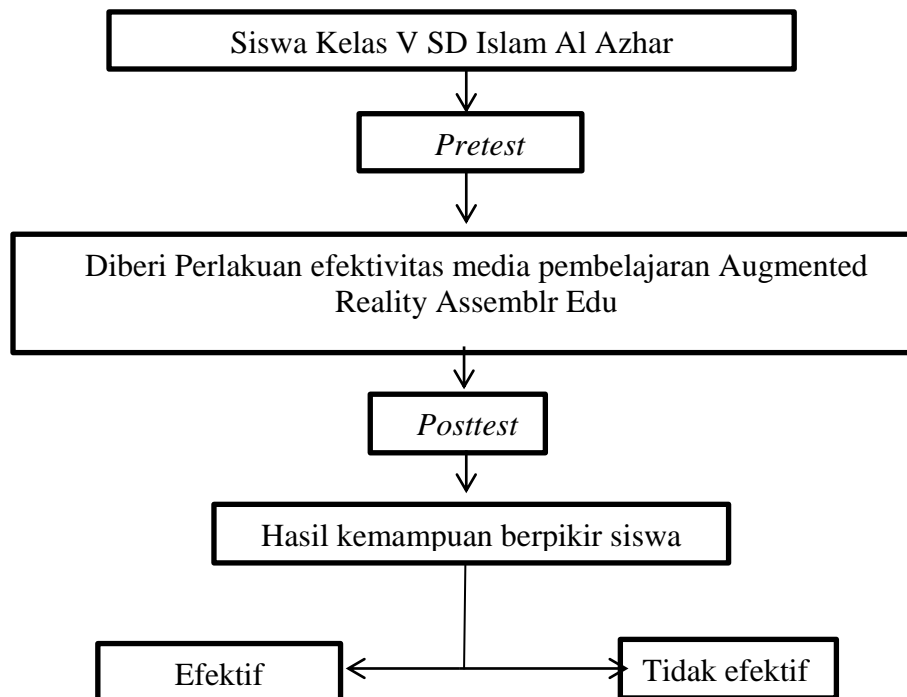 Siswa Kelas V SD Islam Al Azhar
Pretest
Diberi Perlakuan efektivitas media pembelajaran Augmented
Reality Assemblr Edu
Posttest
Hasil kemampuan berpikir siswa
Efektif
Tidak efektif